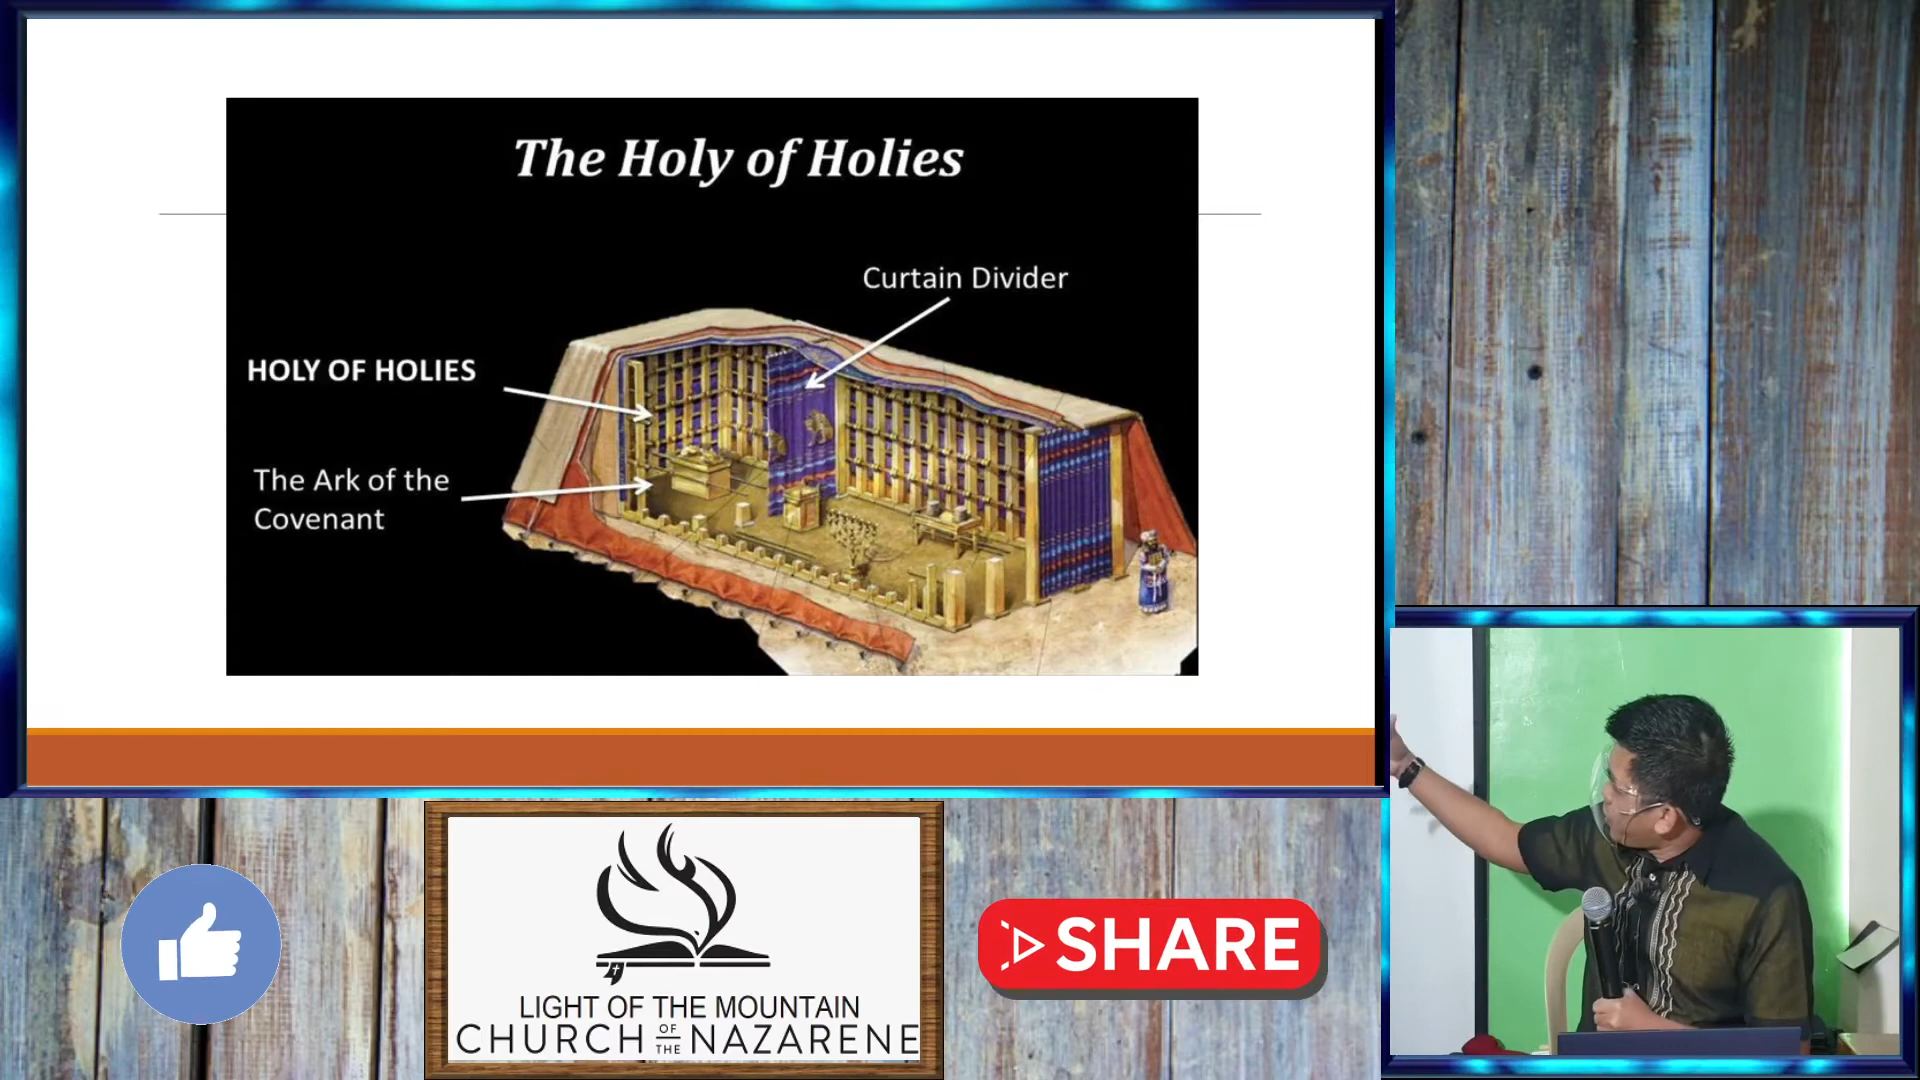 The Holy of Holies
Curtain Divider
HOLY OF HOLIES
The Ark of the
Covenant
LIGHT OF THE MOUNTAIN
CHURCH OF THE NAZARENE
SHARE